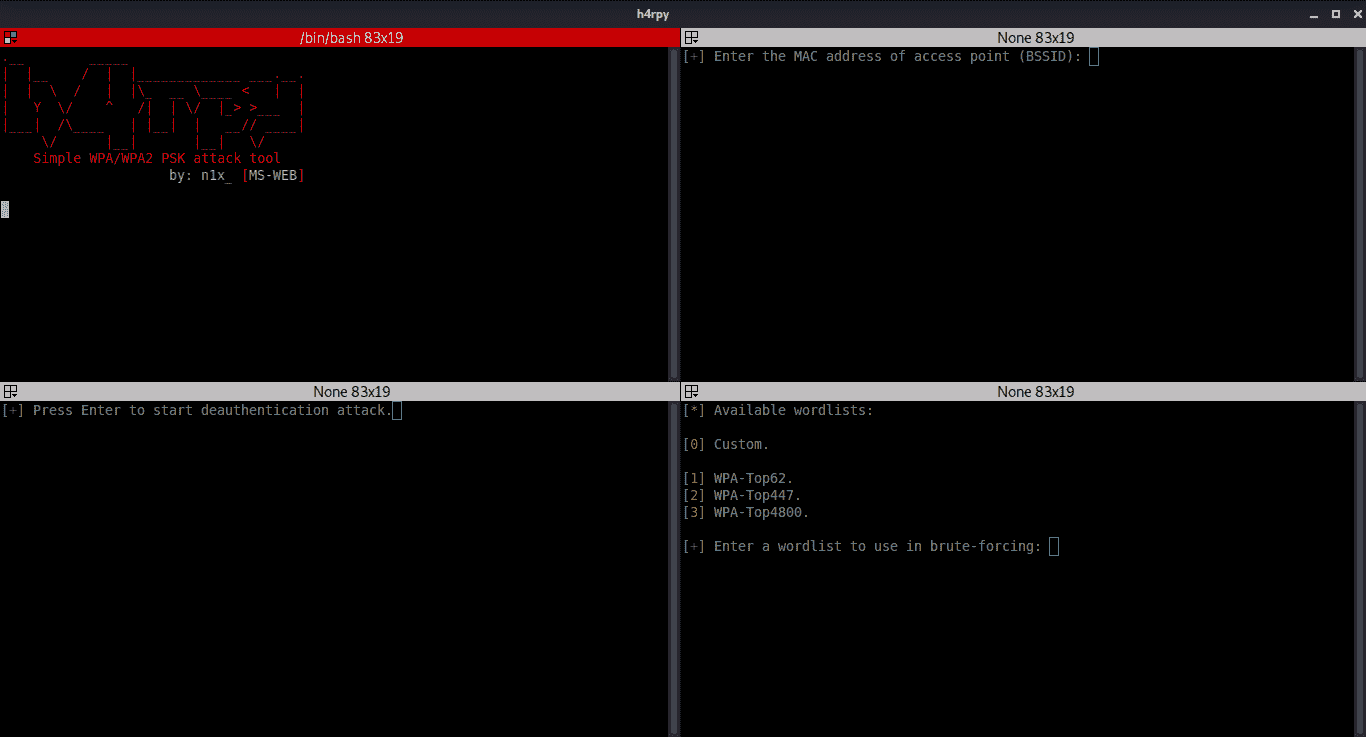 h4rpy
/bin/bash 83x19
Simple WPA/WPA2 PSK attack tool
by: n1x_ [MS-WEB]
None 83x19
[+] Enter the MAC address of access point (BSSID):
None 83x19
[+] Press Enter to start deauthentication attack.
None 83x19
[*] Available wordlists:
[0] Custom.
[1] WPA-Top62.
[2] WPA-Top447.
[3] WPA-Top4800.
[+] Enter a wordlist to use in brute-forcing: